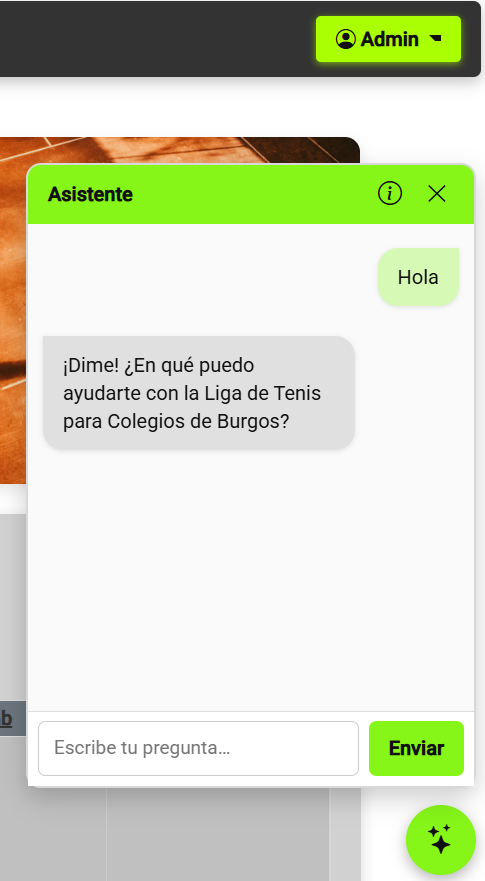 Admin
Asistente
Hola
¡Dime! ¿En qué puedo
ayudarte con la Liga de Tenis
para Colegios de Burgos?
b
Escribe tu pregunta...
Enviar